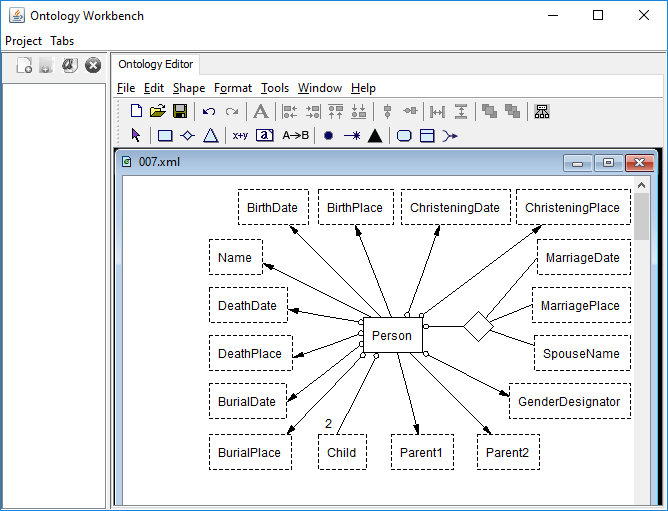 Ontology Workbench
Project Tabs
Ontology Editor
File Edit Shape Format Tools Window Help
A
x+y a A→B
007.xml
BirthDate BirthPlace ChristeningDate ChristeningPlace
Name MarriageDate
DeathDate MarriagePlace
Person
DeathPlace SpouseName
BurialDate GenderDesignator
2
BurialPlace Child Parent1 Parent2